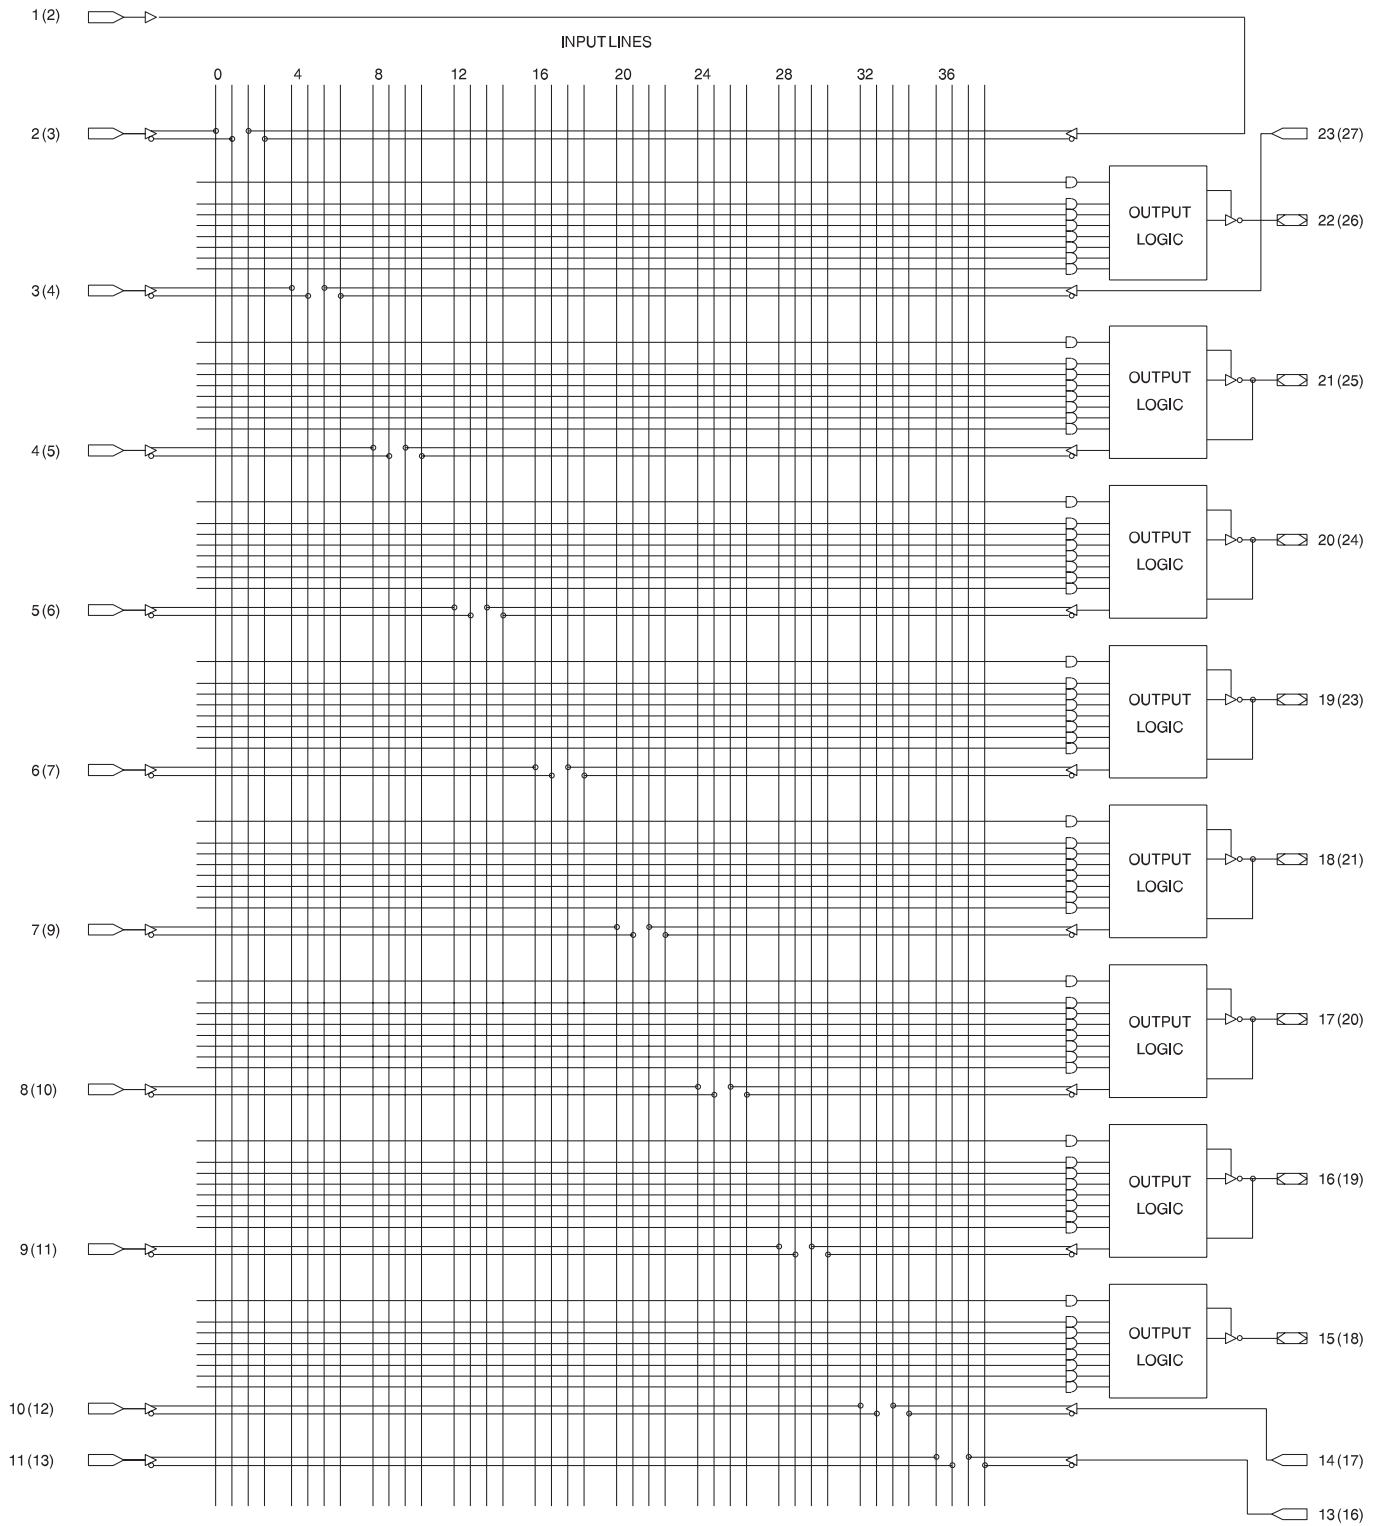 1(2)
INPUT LINES
0 4 8 12 16 20 24 28 32 36
2(3)
23(27)
OUTPUT
LOGIC
22(26)
3(4)
OUTPUT
LOGIC
21(25)
4(5)
OUTPUT
LOGIC
20(24)
5(6)
OUTPUT
LOGIC
19(23)
6(7)
OUTPUT
LOGIC
18(21)
7(9)
OUTPUT
LOGIC
17(20)
8(10)
OUTPUT
LOGIC
16(19)
9(11)
OUTPUT
LOGIC
15(18)
10(12)
11(13)
14(17)
13(16)